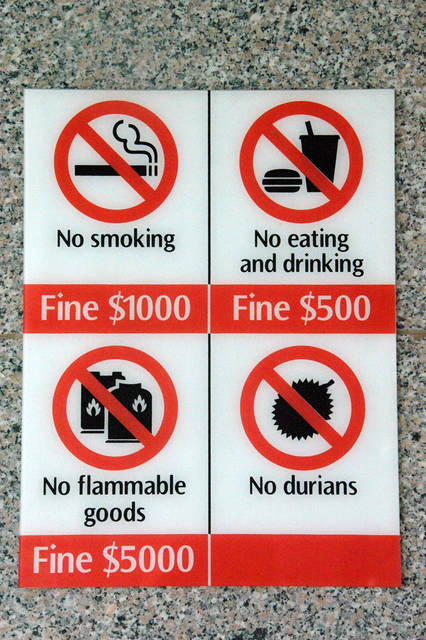 No smoking
No eating
and drinking
Fine $1000
Fine $500
No flammable
goods
No durians
Fine $5000